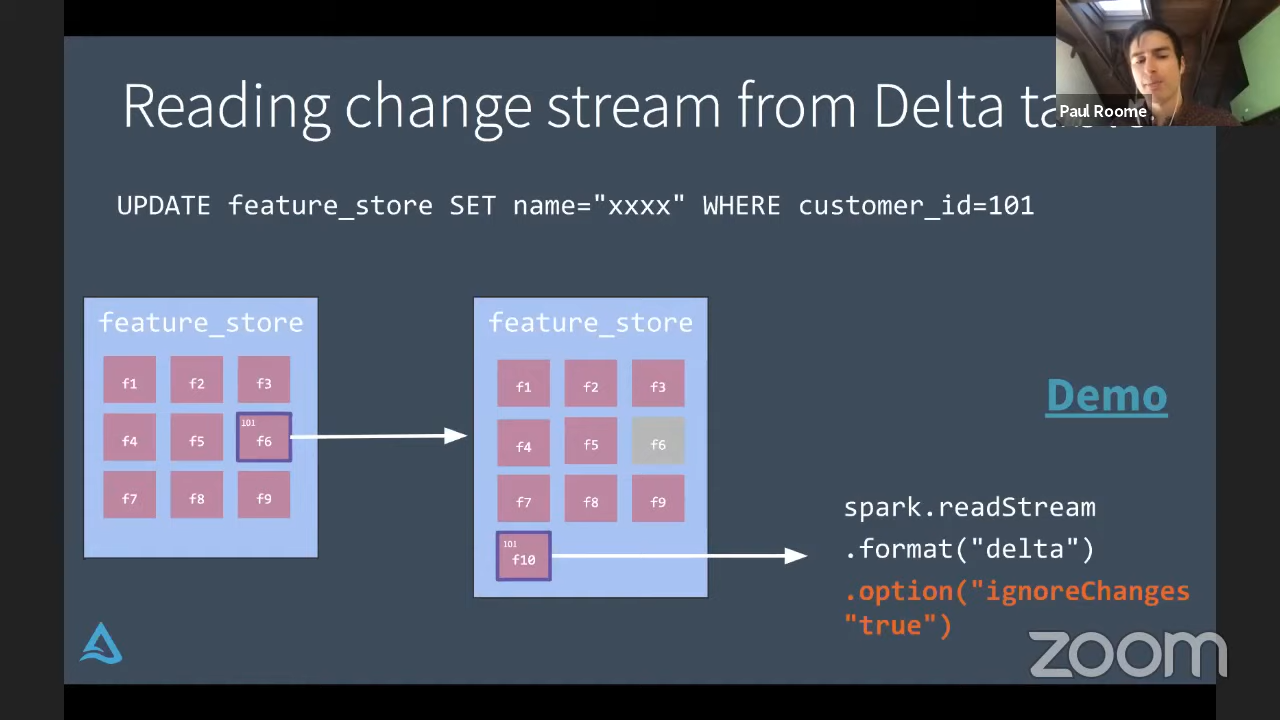 Reading change stream from Delta
Paul Roome
UPDATE feature_store SET name="xxxx" WHERE customer_id=101
feature_store
f1 f2 f3
f4 f5 101 f6
f7 f8 f9
feature_store
f1 f2 f3
f4 f5 f6
f7 f8 f9
101 f10
Demo
spark.readStream
.format("delta")
.option("ignoreChanges
"true")
zoom